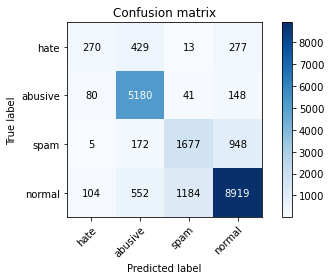 Confusion matrix
hate 270 429 13 277
abusive 80 5180 41 148
spam 5 172 1677 948
normal 104 552 1184 8919
hate abusive spam normal
True label
Predicted label
8000
7000
6000
5000
4000
3000
2000
1000